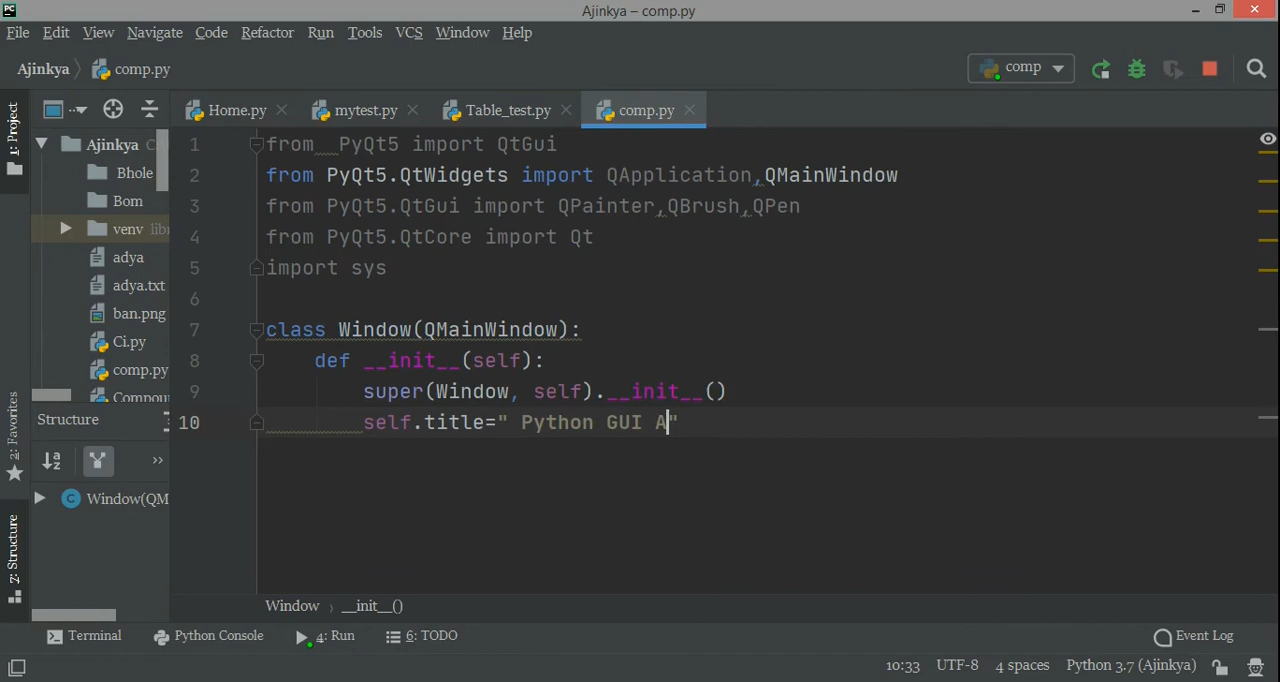 PC
Ajinkya – comp.py
File Edit View Navigate Code Refactor Run Tools VCS Window Help
Ajinkya comp.py
comp
1: Project
Home.py mytest.py Table_test.py comp.py
Ajinkya C
Bhole
Bom
venv libr
adya
adya.txt
ban.png
Ci.py
comp.py
Compou
1 from  PyQt5 import QtGui
2 from PyQt5.QtWidgets import QApplication,QMainWindow
3 from PyQt5.QtGui import QPainter,QBrush,QPen
4 from PyQt5.QtCore import Qt
5 import sys
6
7 class Window(QMainWindow):
8 def __init__(self):
9 super(Window, self).__init__()
10 self.title=" Python GUI A"
2: Favorites
Structure
Window(QM
7: Structure
Window __init__()
Terminal Python Console 4: Run 6: TODO Event Log
10:33 UTF-8 4 spaces Python 3.7 (Ajinkya)